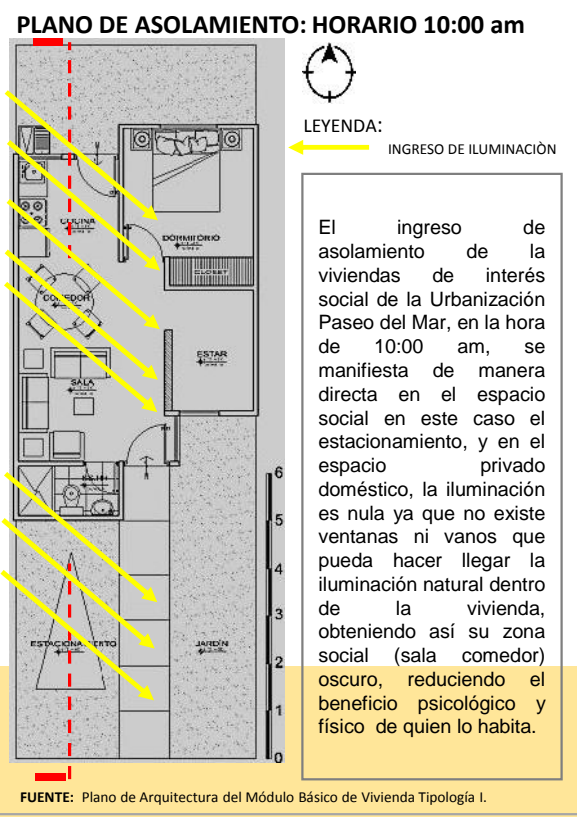 PLANO DE ASOLAMIENTO: HORARIO 10:00 am
LEYENDA:
INGRESO DE ILUMINACIÒN
El ingreso de
asolamiento de la
viviendas de interés
social de la Urbanización
Paseo del Mar, en la hora
de 10:00 am, se
manifiesta de manera
directa en el espacio
social en este caso el
estacionamiento, y en el
espacio privado
doméstico, la iluminación
es nula ya que no existe
ventanas ni vanos que
pueda hacer llegar la
iluminación natural dentro
de la vivienda,
obteniendo así su zona
social (sala comedor)
oscuro, reduciendo el
beneficio psicológico y
físico de quien lo habita.
COCINA
DORMITORIO
CLOSET
COMEDOR
ESTAR
SALA
SS.HH
6
5
4
3
ESTACIONAMIENTO
JARDÍN
2
1
0
FUENTE: Plano de Arquitectura del Módulo Básico de Vivienda Tipología I.